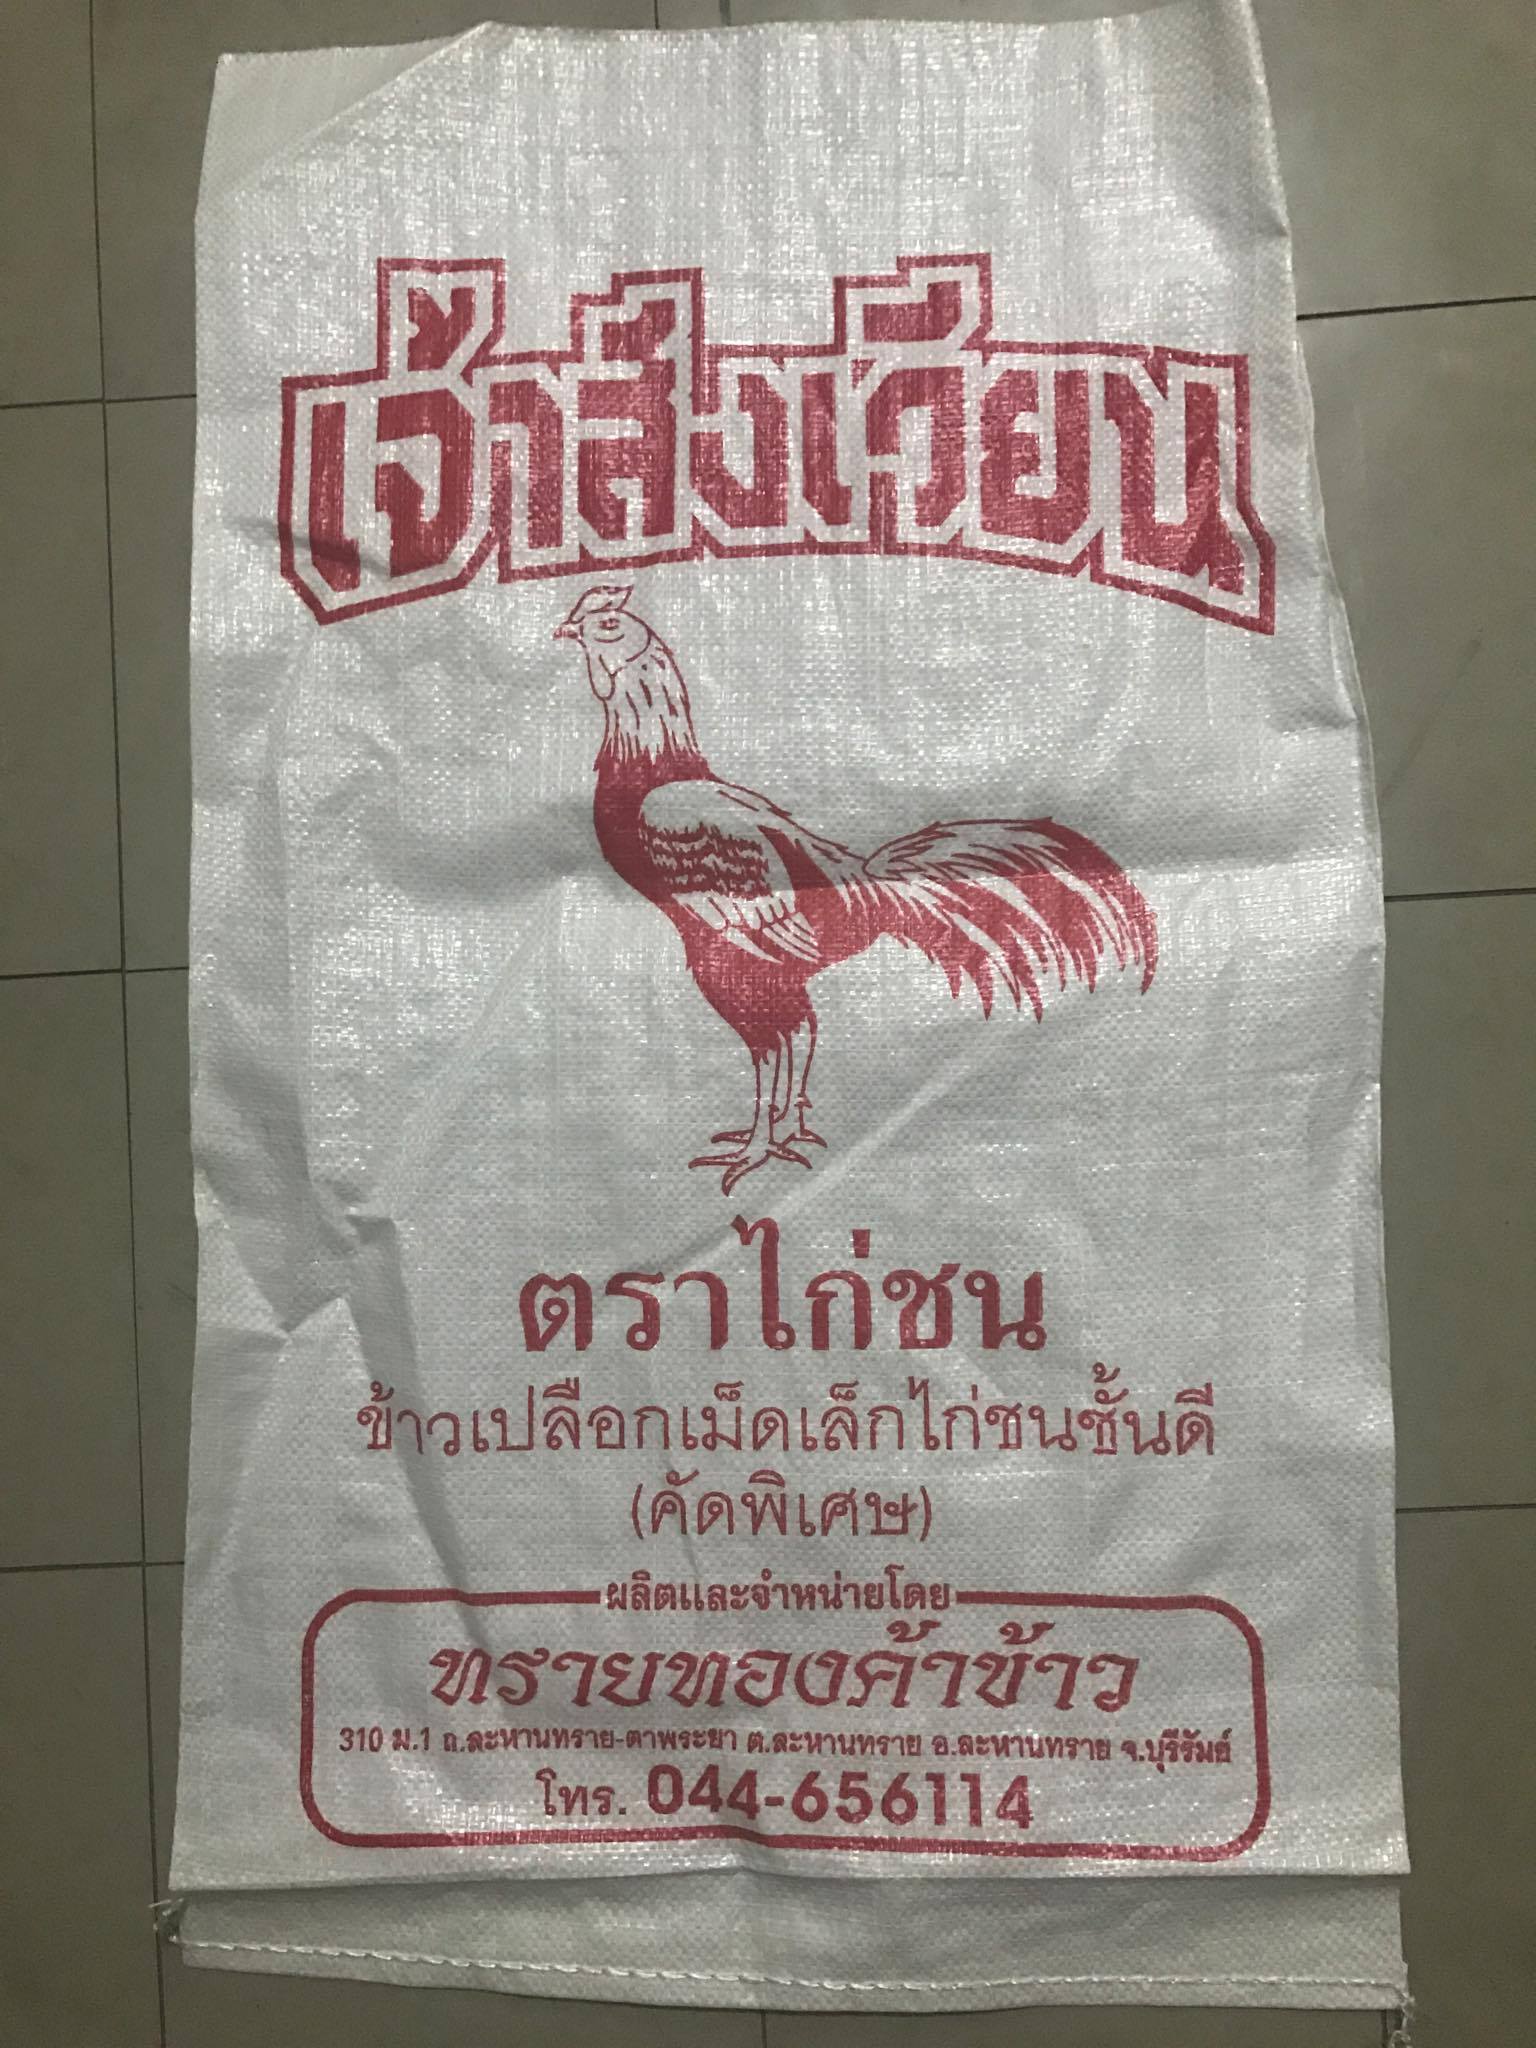 เจ้าสังเวียน
ตราไก่ชน
ข้าวเปลือกเม็ดเล็กไก่ชนชั้นดี
(คัดพิเศษ)
ผลิตและจำหน่ายโดย
ทรายทองค้าข้าว
310 ม.1 ถ.ละหานทราย-ตาพระยา ต.ละหานทราย อ.ละหานทราย จ.บุรีรัมย์
โทร. 044-656114